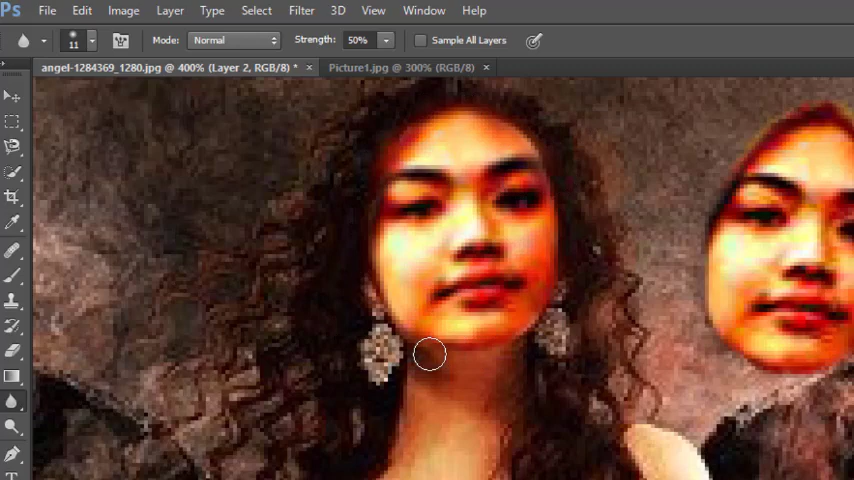 Ps File Edit Image Layer Type Select Filter 3D View Window Help
11 Mode: Normal Strength: 50% Sample All Layers
angel-1284369_1280.jpg @ 400% (Layer 2, RGB/8) * × Picture1.jpg @ 300% (RGB/8) ×
T